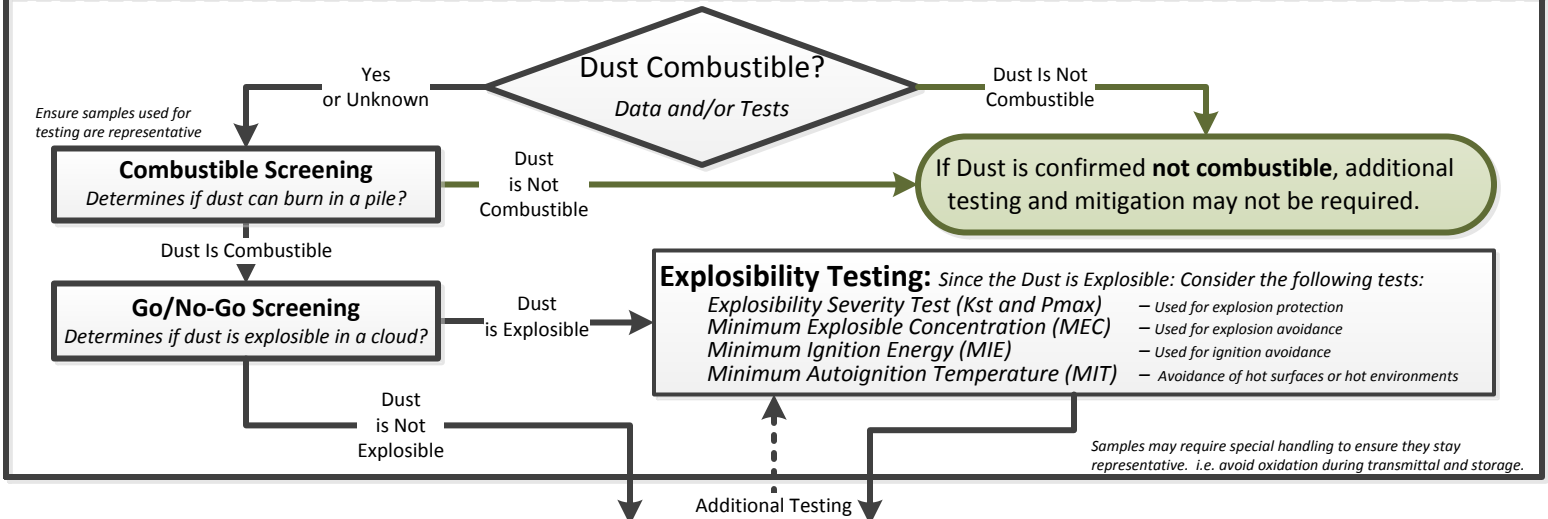 Dust Combustible?
Data and/or Tests
Yes
or Unknown
Dust Is Not
Combustible
Ensure samples used for
testing are representative
Combustible Screening
Determines if dust can burn in a pile?
Dust
is Not
Combustible
If Dust is confirmed not combustible, additional
testing and mitigation may not be required.
Dust Is Combustible
Go/No-Go Screening
Determines if dust is explosible in a cloud?
Dust
is Explosible
Explosibility Testing: Since the Dust is Explosible: Consider the following tests:
Explosibility Severity Test (Kst and Pmax) – Used for explosion protection
Minimum Explosible Concentration (MEC) – Used for explosion avoidance
Minimum Ignition Energy (MIE) – Used for ignition avoidance
Minimum Autoignition Temperature (MIT) – Avoidance of hot surfaces or hot environments
Dust
is Not
Explosible
Samples may require special handling to ensure they stay
representative. i.e. avoid oxidation during transmittal and storage.
Additional Testing